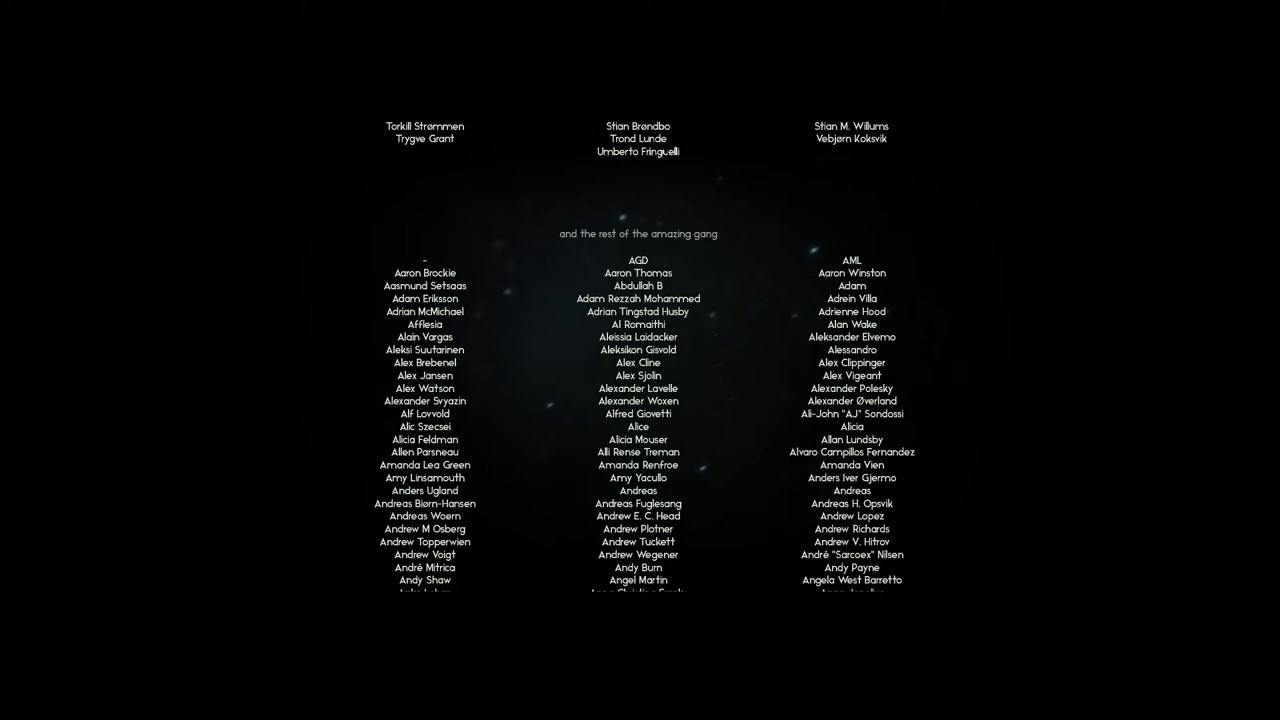 Torkill Strømmen Stian Brøndbo Stian M. Willums
Trygve Grant Trond Lunde Vebjørn Koksvik
Umberto Fringuelli
and the rest of the amazing gang
- AGD AML
Aaron Brockie Aaron Thomas Aaron Winston
Aasmund Setsaas Abdullah B Adam
Adam Eriksson Adam Rezzah Mohammed Adrein Villa
Adrian McMichael Adrian Tingstad Husby Adrienne Hood
Afflesia Al Romaithi Alan Wake
Alain Vargas Aleissia Laidacker Aleksander Elvemo
Aleksi Suutarinen Aleksikon Gisvold Alessandro
Alex Brebenel Alex Cline Alex Clippinger
Alex Jansen Alex Sjolin Alex Vigeant
Alex Watson Alexander Lavelle Alexander Polesky
Alexander Svyazin Alexander Woxen Alexander Øverland
Alf Lovvold Alfred Giovetti Ali-John "AJ" Sondossi
Alic Szecsei Alice Alicia
Alicia Feldman Alicia Mouser Allan Lundsby
Allen Parsneau Alli Rense Treman Alvaro Campillos Fernandez
Amanda Lea Green Amanda Renfroe Amanda Vien
Amy Linsamouth Amy Yacullo Anders Iver Gjermo
Anders Ugland Andreas Andreas
Andreas Bjørn-Hansen Andreas Fuglesang Andreas H. Opsvik
Andreas Woern Andrew E. C. Head Andrew Lopez
Andrew M Osberg Andrew Plotner Andrew Richards
Andrew Topperwien Andrew Tuckett Andrew V. Hitrov
Andrew Voigt Andrew Wegener André "Sarcoex" Nilsen
André Mitrica Andy Burn Andy Payne
Andy Shaw Angel Martin Angela West Barretto